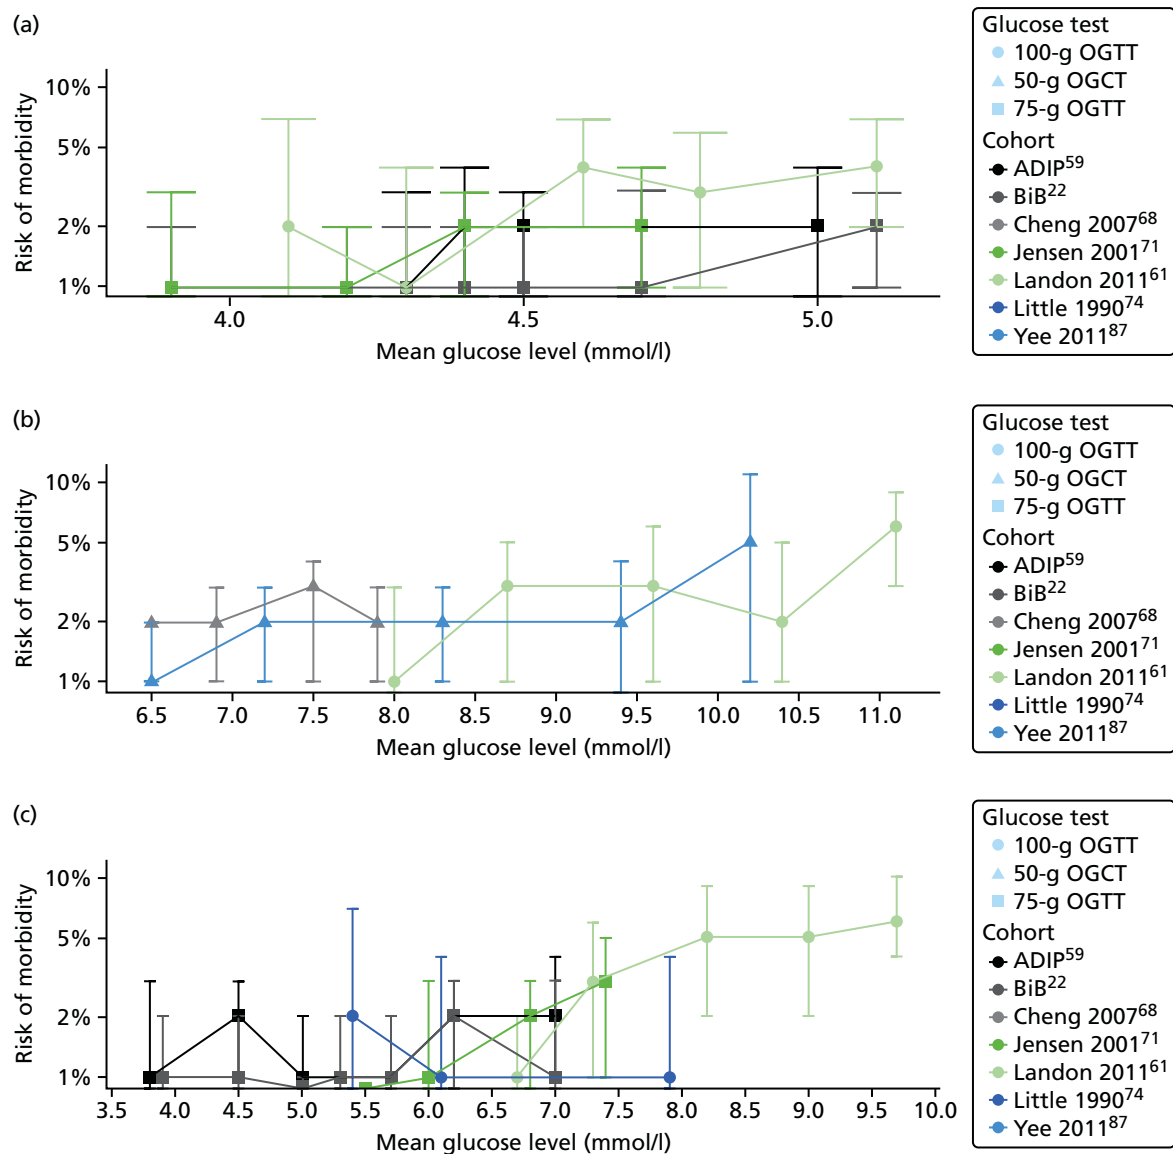 (a)
Risk of morbidity
10%
5%
2%
1%
4.0 4.5 5.0
Mean glucose level (mmol/l)
Glucose test
100-g OGTT
50-g OGCT
75-g OGTT
Cohort
ADIP59
BiB22
Cheng 200768
Jensen 200171
Landon 201161
Little 199074
Yee 201187
(b)
Risk of morbidity
10%
5%
2%
1%
6.5 7.0 7.5 8.0 8.5 9.0 9.5 10.0 10.5 11.0
Mean glucose level (mmol/l)
Glucose test
100-g OGTT
50-g OGCT
75-g OGTT
Cohort
ADIP59
BiB22
Cheng 200768
Jensen 200171
Landon 201161
Little 199074
Yee 201187
(c)
Risk of morbidity
10%
5%
2%
1%
3.5 4.0 4.5 5.0 5.5 6.0 6.5 7.0 7.5 8.0 8.5 9.0 9.5 10.0
Mean glucose level (mmol/l)
Glucose test
100-g OGTT
50-g OGCT
75-g OGTT
Cohort
ADIP59
BiB22
Cheng 200768
Jensen 200171
Landon 201161
Little 199074
Yee 201187